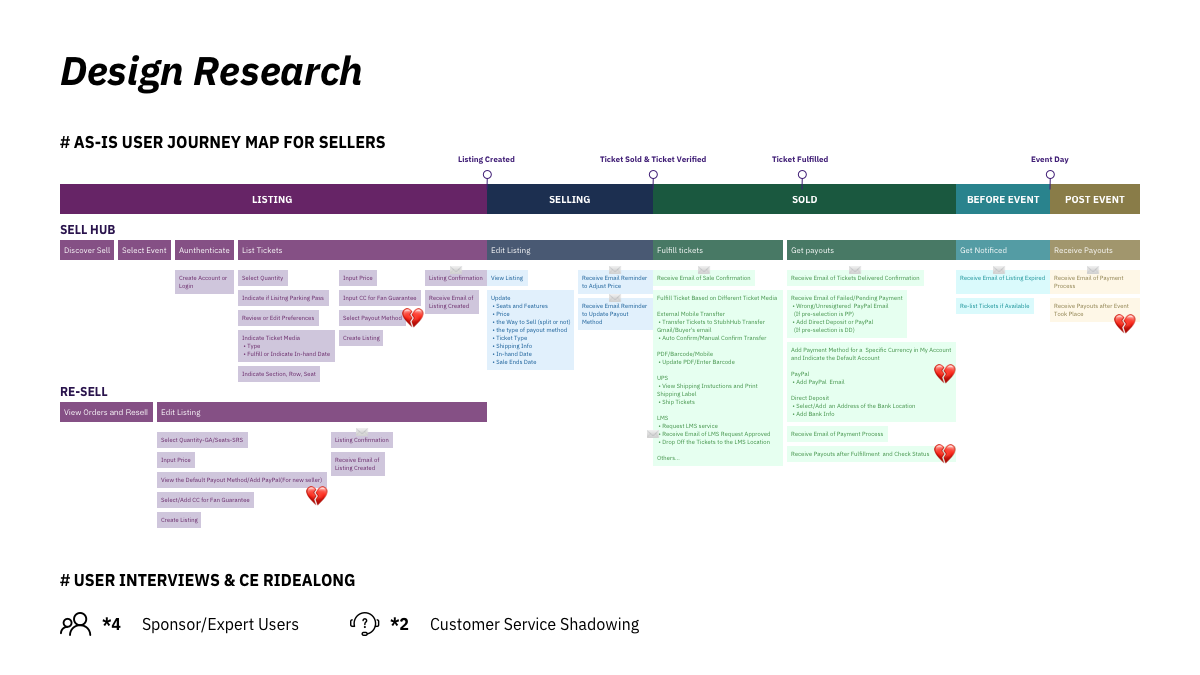 Design Research
# AS-IS USER JOURNEY MAP FOR SELLERS
Listing Created
Ticket Sold & Ticket Verified
Ticket Fulfilled
Event Day
LISTING
SELLING
SOLD
BEFORE EVENT
POST EVENT
SELL HUB
Discover Sell
Select Event
Aunthenticate
List Tickets
Edit Listing
Fulfill tickets
Get payouts
Get Notificed
Receive Payouts
Create Account or
Login
Select Quantity
Indicate if Lisitng Parking Pass
Review or Edit Preferences
Indicate Ticket Media
• Type
• Fulfill or Indicate In-hand Date
Indicate Section, Row, Seat
Input Price
Input CC for Fan Guarantee
Select Payout Method
Create Listing
Listing Confirmation
Receive Email of
Listing Created
View Listing
Update
• Seats and Features
• Price
• the Way to Sell (split or not)
• the type of payout method
• Ticket Type
• Shipping Info
• In-hand Date
• Sale Ends Date
Receive Email Reminder
to Adjust Price
Receive Email Reminder
to Update Payout
Method
Receive Email of Sale Confirmation
Fulfill Ticket Based on Different Ticket Media
External Mobile Transfter
• Transfer Tickets to StubhHub Transfer
Gmail/Buyer's email
• Auto Confirm/Manual Confirm Transfer
PDF/Barcode/Mobile
• Update PDF/Enter Barcode
UPS
• View Shipping Instuctions and Print
Shipping Label
• Ship Tickets
LMS
• Request LMS service
• Receive Email of LMS Request Approved
• Drop Off the Tickets to the LMS Location
Others...
Receive Email of Tickets Delivered Confirmation
Receive Email of Failed/Pending Payment
• Wrong/Unresigterd PayPal Email
(If pre-selection is PP)
• Add Direct Deposit or PayPal
(If pre-selection is DD)
Add Payment Method for a Specific Currency in My Account
and Indicate the Default Account
PayPal
• Add PayPal Email
Direct Deposit
• Select/Add an Address of the Bank Location
• Add Bank Info
Receive Email of Payment Process
Receive Payouts after Fulfillment and Check Status
Receive Email of Listing Expired
Re-list Tickets if Available
Receive Email of Payment
Process
Receive Payouts after Event
Took Place
RE-SELL
View Orders and Resell
Edit Listing
Select Quantity-GA/Seats-SRS
Input Price
View the Default Payout Method/Add PayPal(For new seller)
Select/Add CC for Fan Guarantee
Create Listing
Listing Confirmation
Receive Email of
Listing Created
# USER INTERVIEWS & CE RIDEALONG
*4 Sponsor/Expert Users
*2 Customer Service Shadowing